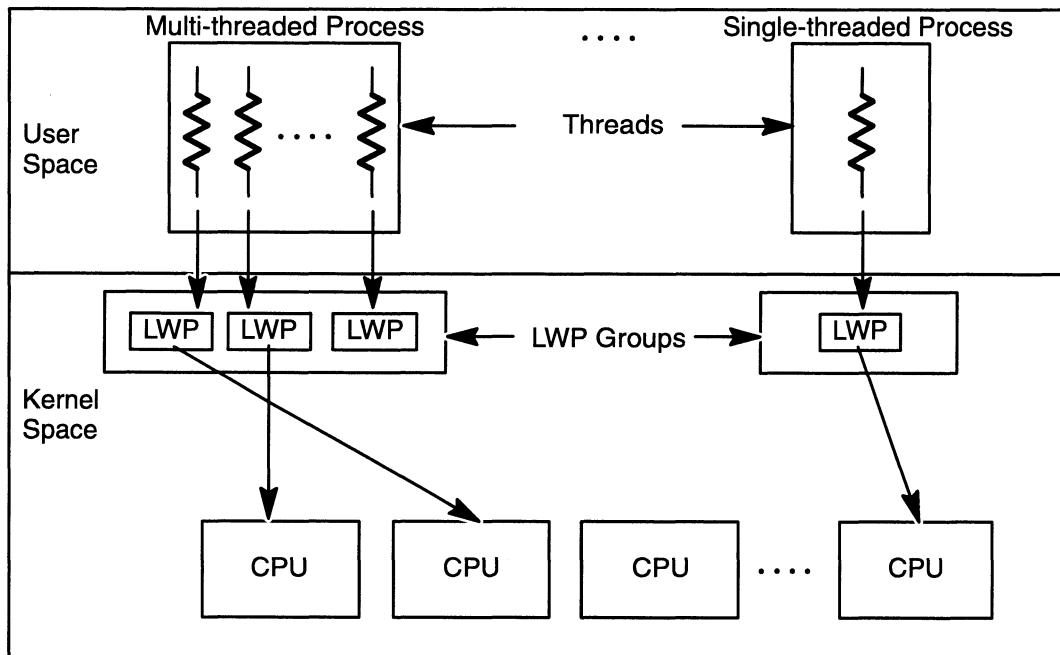 Multi-threaded Process
....
Single-threaded Process
User
Space
....
Threads
LWP
LWP
LWP
LWP Groups
LWP
Kernel
Space
CPU
CPU
CPU
....
CPU